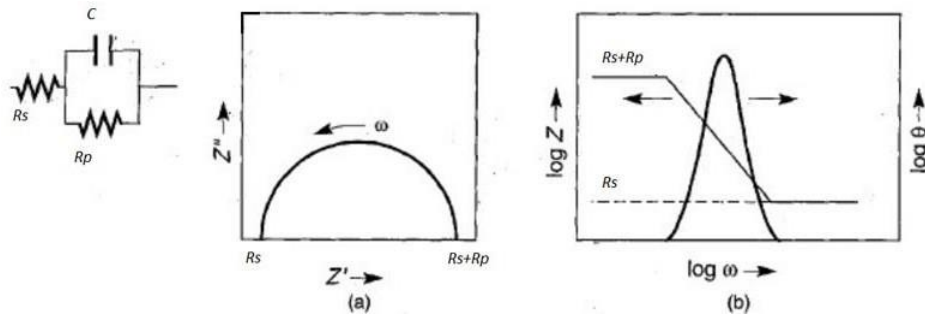 C
Rs
Rp
Z"
ω
Rs
Rs+Rp
Z'
(a)
log Z
Rs+Rp
Rs
log θ
log ω
(b)